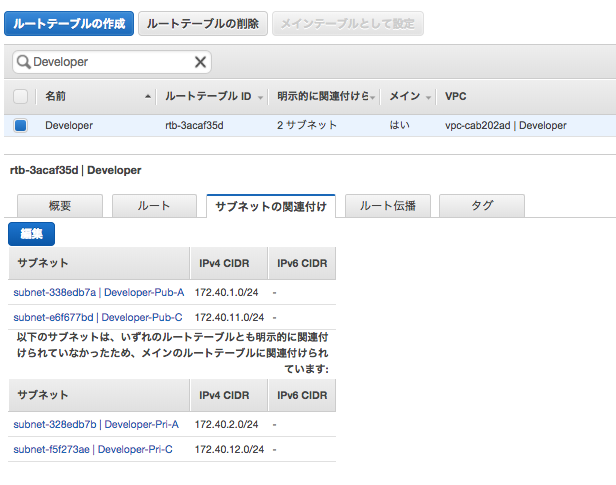 ルートテーブルの作成 ルートテーブルの削除 メインテーブルとして設定
Developer
名前 ルートテーブル ID 明示的に関連付けら メイン VPC
Developer rtb-3acaf35d 2 サブネット はい vpc-cab202ad | Developer
rtb-3acaf35d | Developer
概要 ルート サブネットの関連付け ルート伝播 タグ
編集
サブネット IPv4 CIDR IPv6 CIDR
subnet-338edb7a | Developer-Pub-A 172.40.1.0/24 -
subnet-e6f677bd | Developer-Pub-C 172.40.11.0/24 -
以下のサブネットは、いずれのルートテーブルとも明示的に関連付
けられていなかったため、メインのルートテーブルに関連付けられ
ています:
サブネット IPv4 CIDR IPv6 CIDR
subnet-328edb7b | Developer-Pri-A 172.40.2.0/24 -
subnet-f5f273ae | Developer-Pri-C 172.40.12.0/24 -